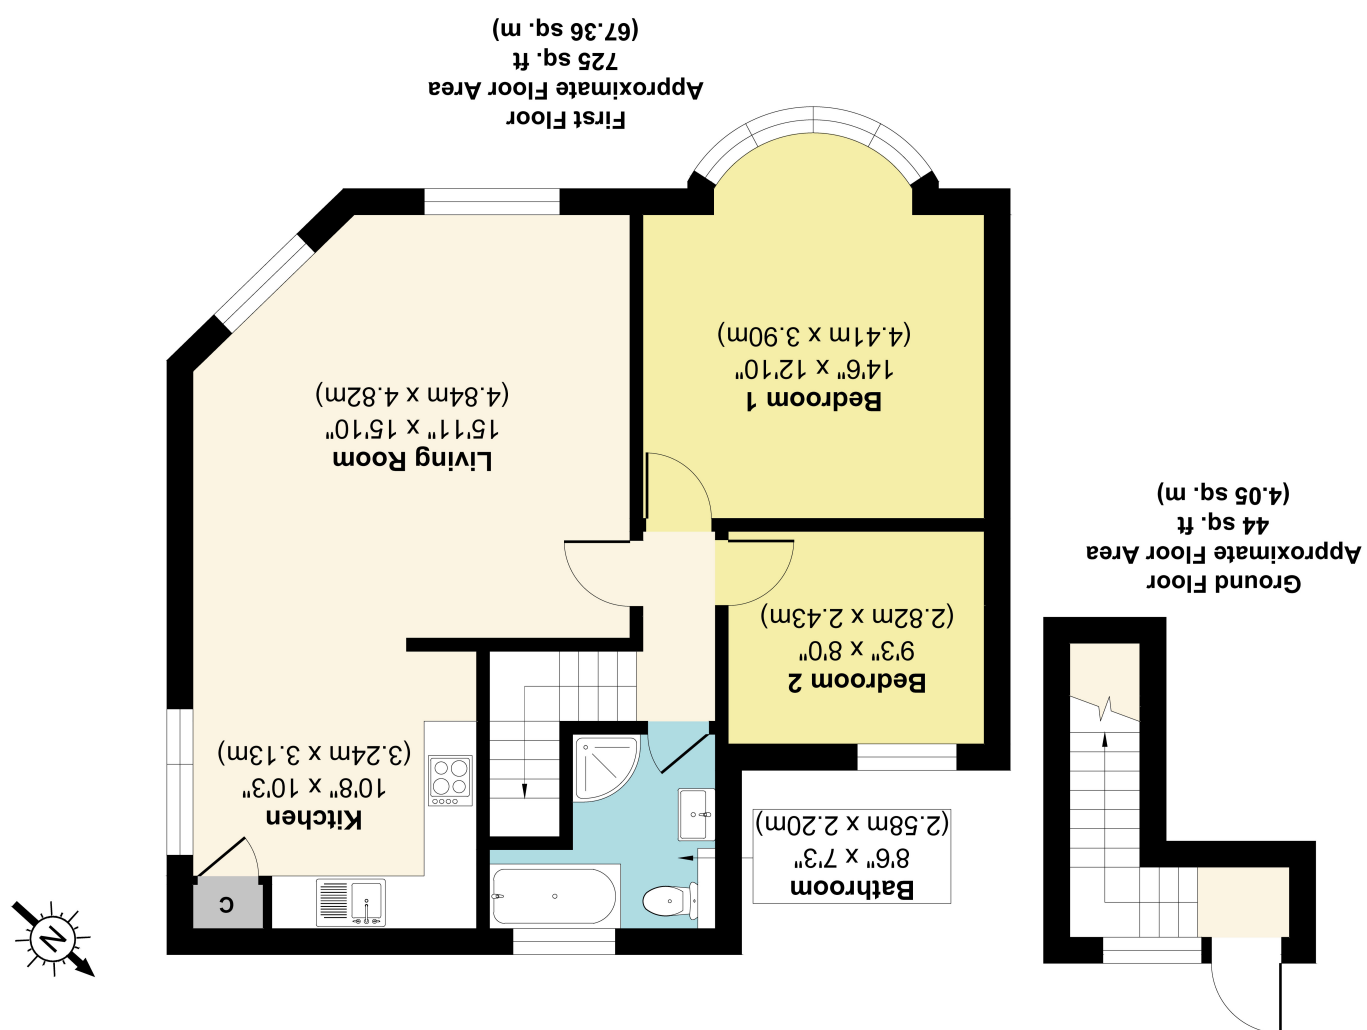 Ground Floor
Approximate Floor Area
44 sq. ft
(4.05 sq. m)
Bathroom
8'6" x 7'3"
(2.58m x 2.20m)
C
N
Kitchen
10'8" x 10'3"
(3.24m x 3.13m)
Bedroom 2
9'3" x 8'0"
(2.82m x 2.43m)
Living Room
15'11" x 15'10"
(4.84m x 4.82m)
Bedroom 1
14'6" x 12'10"
(4.41m x 3.90m)
First Floor
Approximate Floor Area
725 sq. ft
(67.36 sq. m)